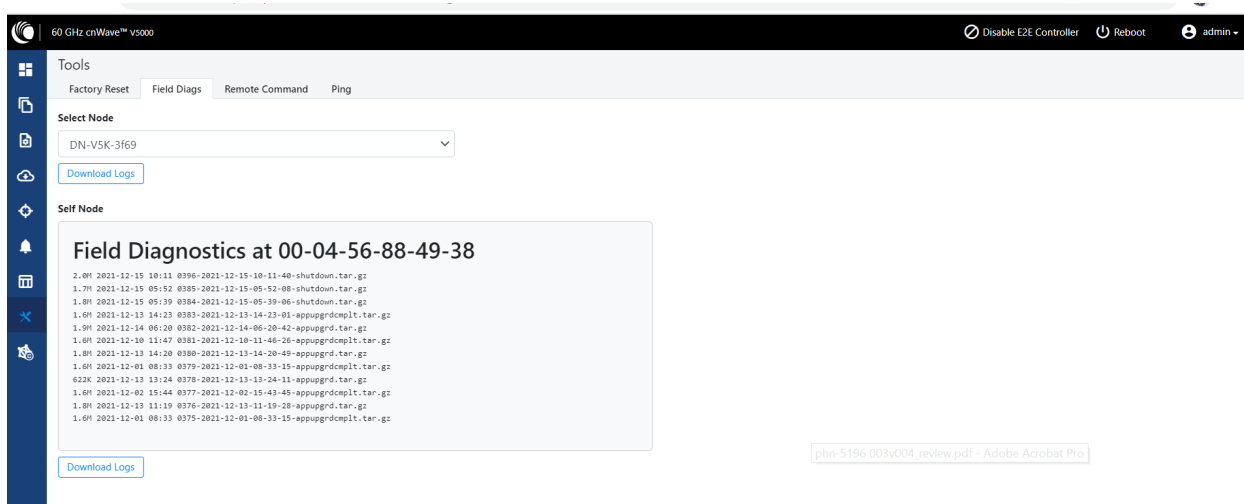 60 GHz cnWave™ V5000
Disable E2E Controller Reboot admin
Tools
Factory Reset Field Diags Remote Command Ping
Select Node
DN-V5K-3f69
Download Logs
Self Node
Field Diagnostics at 00-04-56-88-49-38
2.0M 2021-12-15 10:11 0396-2021-12-15-10-11-40-shutdown.tar.gz
1.7M 2021-12-15 05:52 0385-2021-12-15-05-52-08-shutdown.tar.gz
1.8M 2021-12-15 05:39 0384-2021-12-15-05-39-06-shutdown.tar.gz
1.6M 2021-12-13 14:23 0383-2021-12-13-14-23-01-appupgrdcmplt.tar.gz
1.9M 2021-12-14 06:20 0382-2021-12-14-06-20-42-appupgrd.tar.gz
1.6M 2021-12-10 11:47 0381-2021-12-10-11-46-26-appupgrdcmplt.tar.gz
1.8M 2021-12-13 14:20 0380-2021-12-13-14-20-49-appupgrd.tar.gz
1.6M 2021-12-01 08:33 0379-2021-12-01-08-33-15-appupgrdcmplt.tar.gz
622K 2021-12-13 13:24 0378-2021-12-13-13-24-11-appupgrd.tar.gz
1.6M 2021-12-02 15:44 0377-2021-12-02-15-43-45-appupgrdcmplt.tar.gz
1.8M 2021-12-13 11:19 0376-2021-12-13-11-19-28-appupgrd.tar.gz
1.6M 2021-12-01 08:33 0375-2021-12-01-08-33-15-appupgrdcmplt.tar.gz
phn-5196 003v004_review.pdf - Adobe Acrobat Pro
Download Logs